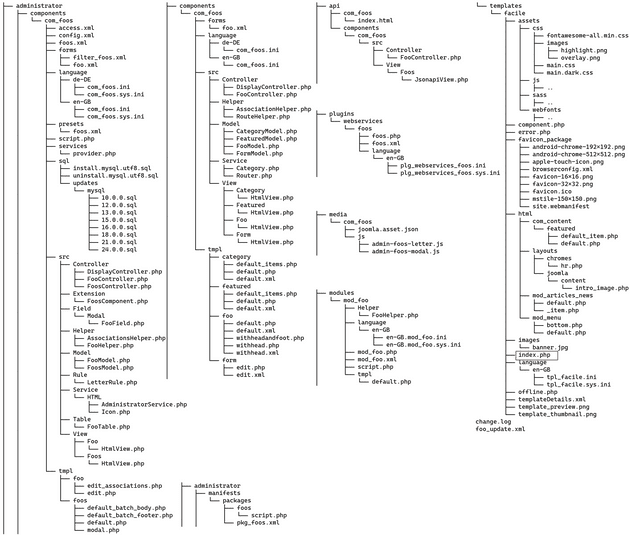 administrator
components
com_foos
access.xml
config.xml
foos.xml
forms
filter_foos.xml
foo.xml
language
de-DE
com_foos.ini
com_foos.sys.ini
en-GB
com_foos.ini
com_foos.sys.ini
presets
foos.xml
script.php
services
provider.php
sql
install.mysql.utf8.sql
uninstall.mysql.utf8.sql
updates
mysql
10.0.0.sql
12.0.0.sql
13.0.0.sql
15.0.0.sql
16.0.0.sql
18.0.0.sql
21.0.0.sql
24.0.0.sql
src
Controller
DisplayController.php
FooController.php
FoosController.php
Extension
FoosComponent.php
Field
Modal
FooField.php
Helper
AssociationsHelper.php
FooHelper.php
Model
FooModel.php
FoosModel.php
Rule
LetterRule.php
Service
HTML
AdministratorService.php
Icon.php
Table
FooTable.php
View
Foo
HtmlView.php
Foos
HtmlView.php
tmpl
foo
edit_associations.php
edit.php
foos
default_batch_body.php
default_batch_footer.php
default.php
modal.php
components
com_foos
forms
foo.xml
language
de-DE
com_foos.ini
en-GB
com_foos.ini
src
Controller
DisplayController.php
FooController.php
Helper
AssociationHelper.php
RouteHelper.php
Model
CategoryModel.php
FeaturedModel.php
FooModel.php
FormModel.php
Service
Category.php
Router.php
View
Category
HtmlView.php
Featured
HtmlView.php
Foo
HtmlView.php
Form
HtmlView.php
tmpl
category
default_items.php
default.php
default.xml
featured
default_items.php
default.php
default.xml
foo
default.php
default.xml
withheadandfoot.php
withhead.php
withhead.xml
form
edit.php
edit.xml
administrator
manifests
packages
foos
script.php
pkg_foos.xml
api
com_foos
index.html
components
com_foos
src
Controller
FooController.php
View
Foos
JsonapiView.php
plugins
webservices
foos
foos.php
foos.xml
language
en-GB
plg_webservices_foos.ini
plg_webservices_foos.sys.ini
media
com_foos
joomla.asset.json
js
admin-foos-letter.js
admin-foos-modal.js
modules
mod_foo
Helper
FooHelper.php
language
en-GB
en-GB.mod_foo.ini
en-GB.mod_foo.sys.ini
mod_foo.php
mod_foo.xml
script.php
tmpl
default.php
templates
facile
assets
css
fontawesome-all.min.css
images
highlight.png
overlay.png
main.css
main.dark.css
js
..
sass
..
webfonts
..
component.php
error.php
favicon_package
android-chrome-192×192.png
android-chrome-512×512.png
apple-touch-icon.png
browserconfig.xml
favicon-16×16.png
favicon-32×32.png
favicon.ico
mstile-150×150.png
site.webmanifest
html
com_content
featured
default_item.php
default.php
layouts
chromes
hr.php
joomla
content
intro_image.php
mod_articles_news
default.php
_item.php
mod_menu
bottom.php
default.php
images
banner.jpg
index.php
language
en-GB
tpl_facile.ini
tpl_facile.sys.ini
offline.php
templateDetails.xml
template_preview.png
template_thumbnail.png
change.log
foo_update.xml